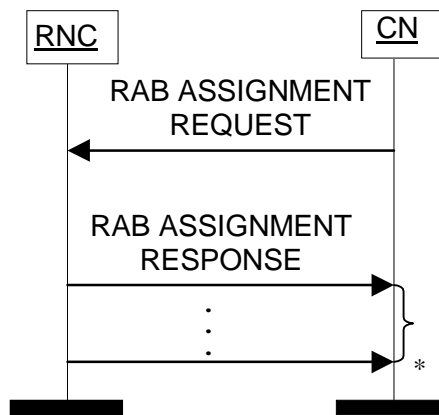 RNC
CN
RAB ASSIGNMENT
REQUEST
RAB ASSIGNMENT
RESPONSE
*